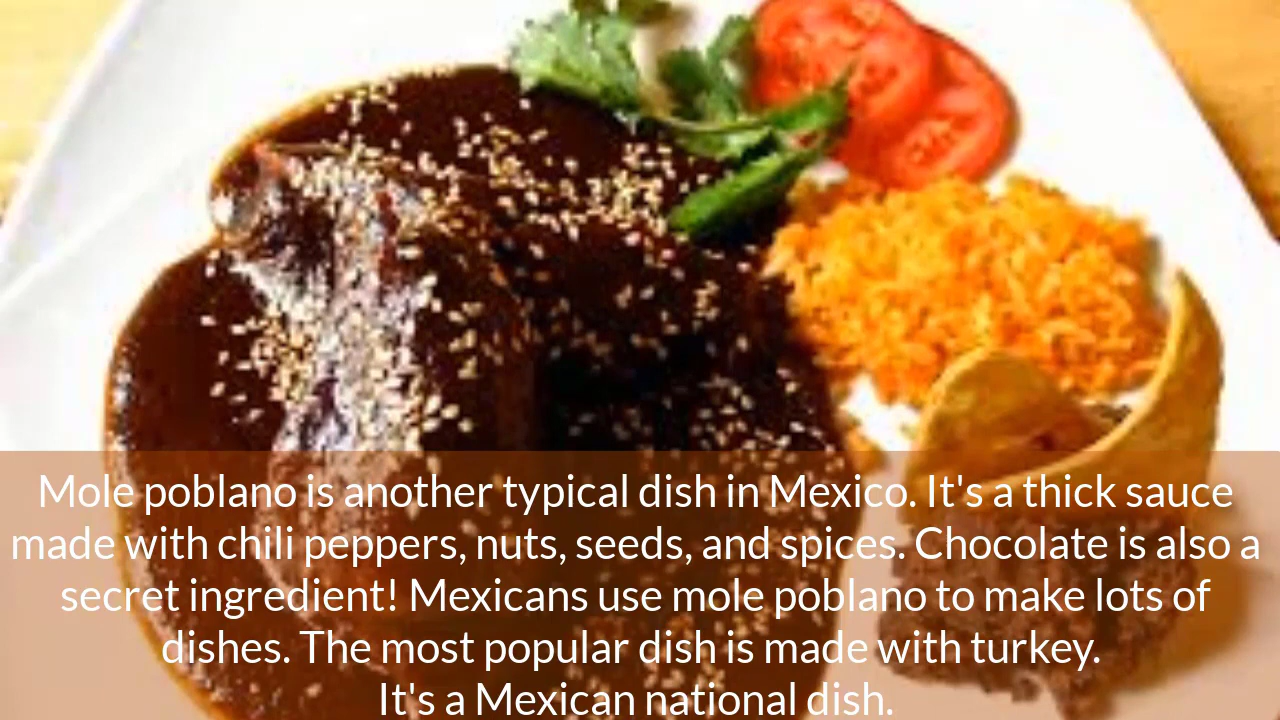 Mole poblano is another typical dish in Mexico. It's a thick sauce
made with chili peppers, nuts, seeds, and spices. Chocolate is also a
secret ingredient! Mexicans use mole poblano to make lots of
dishes. The most popular dish is made with turkey.
It's a Mexican national dish.